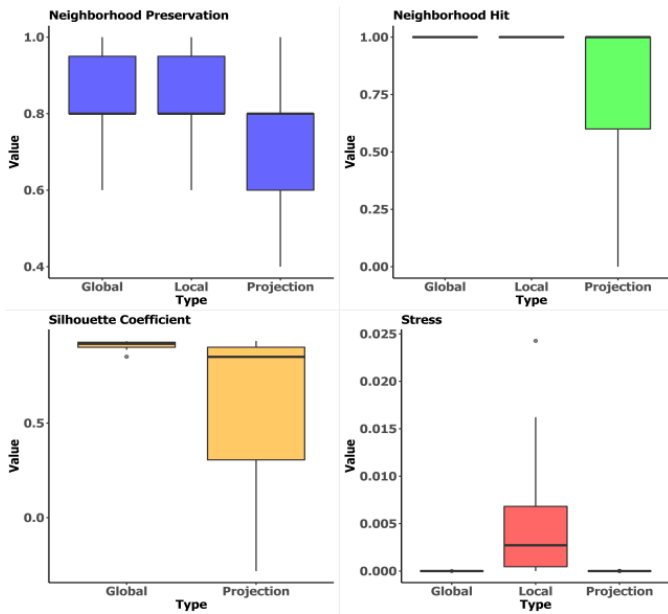 Neighborhood Preservation
1.0
0.8
0.6
0.4
Value
Global Local Projection
Type
Neighborhood Hit
1.00
0.75
0.50
0.25
0.00
Value
Global Local Projection
Type
Silhouette Coefficient
0.5
0.0
Value
Global Projection
Type
Stress
0.025
0.020
0.015
0.010
0.005
0.000
Value
Global Local Projection
Type